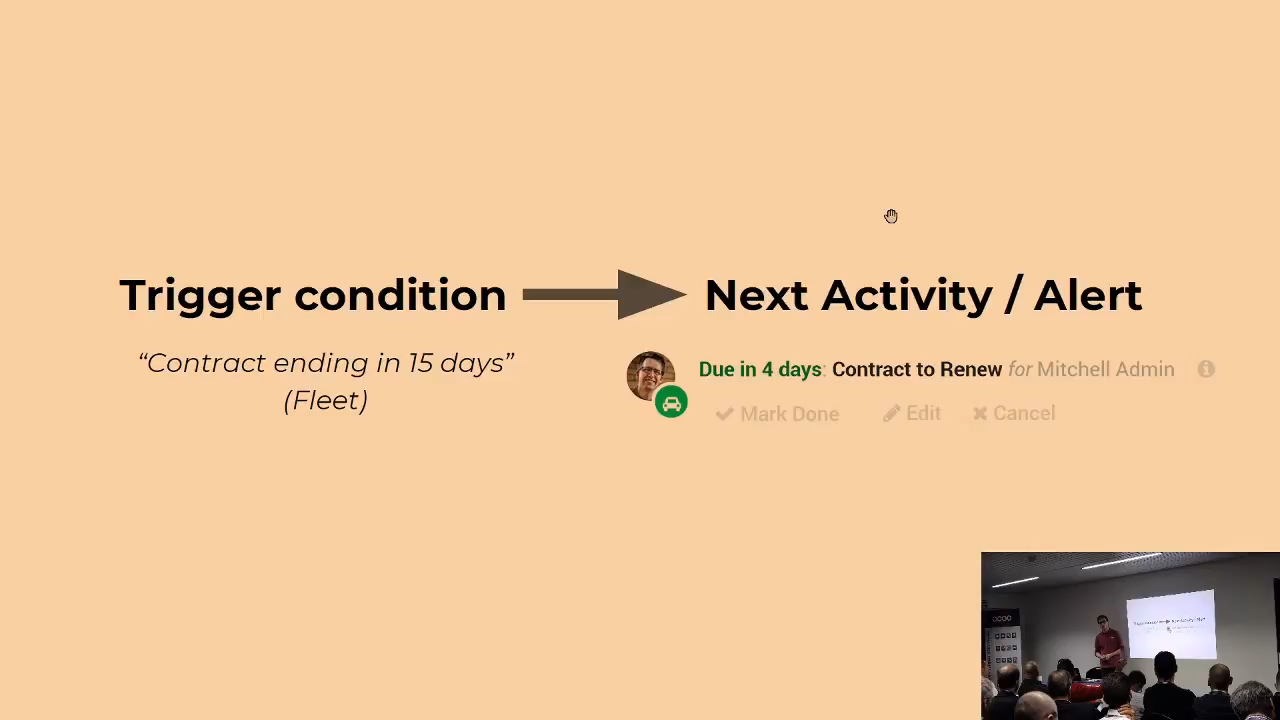 Trigger condition
Next Activity / Alert
“Contract ending in 15 days”
(Fleet)
Due in 4 days: Contract to Renew for Mitchell Admin
Mark Done Edit Cancel
odoo